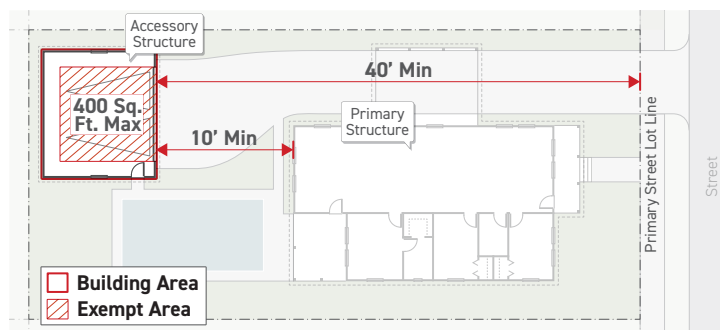 Accessory
Structure
40’ Min
400 Sq.
Ft. Max
Primary
Structure
10’ Min
Primary Street Lot Line
Street
Building Area
Exempt Area